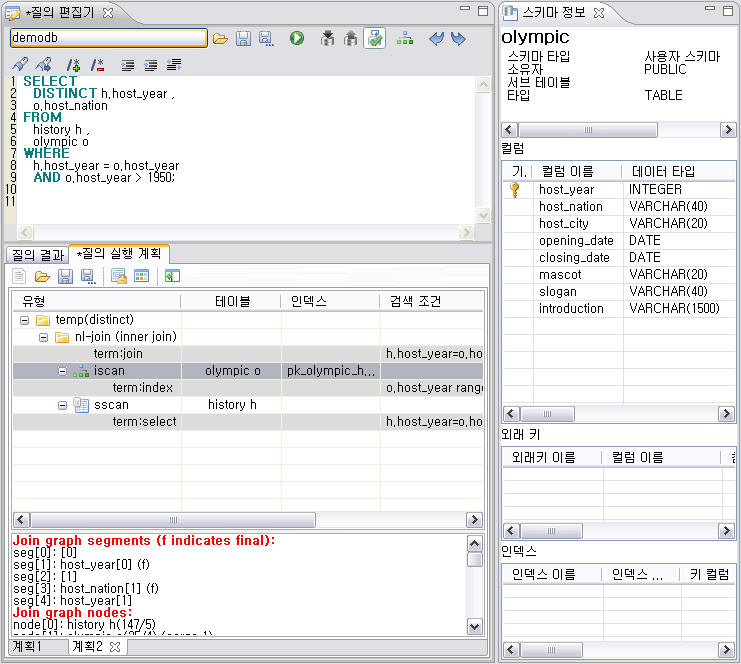 *질의 편집기
demodb
1 SELECT
2 DISTINCT h.host_year ,
3 o.host_nation
4 FROM
5 history h ,
6 olympic o
7 WHERE
8 h.host_year = o.host_year
9 AND o.host_year > 1950;
10
11
질의 결과 *질의 실행 계획
유형 테이블 인덱스 검색 조건
temp(distinct)
nl-join (inner join)
term:join h.host_year=o.ho
iscan olympic o pk_olympic_h...
term:index o.host_year rang
sscan history h
term:select h.host_year=o.ho
Join graph segments (f indicates final):
seg[0]: [0]
seg[1]: host_year[0] (f)
seg[2]: [1]
seg[3]: host_nation[1] (f)
seg[4]: host_year[1]
Join graph nodes:
node[0]: history h(147/5)
계획1 계획2
스키마 정보
olympic
스키마 타입 사용자 스키마
소유자 PUBLIC
서브 테이블
타입 TABLE
컬럼
기. 컬럼 이름 데이터 타입
host_year INTEGER
host_nation VARCHAR(40)
host_city VARCHAR(20)
opening_date DATE
closing_date DATE
mascot VARCHAR(20)
slogan VARCHAR(40)
introduction VARCHAR(1500)
외래 키
외래키 이름 컬럼 이름
인덱스
인덱스 이름 인덱스 ... 키 컬럼